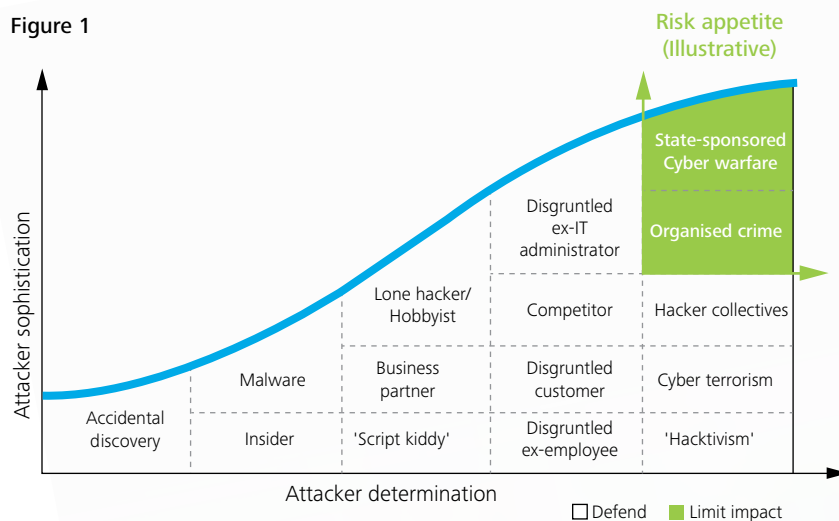 Figure 1
Risk appetite
(Illustrative)
Attacker sophistication
State-sponsored
Cyber warfare
Disgruntled
ex-IT
administrator
Organised crime
Lone hacker/
Hobbyist
Competitor
Hacker collectives
Malware
Business
partner
Disgruntled
customer
Cyber terrorism
Accidental
discovery
Insider
'Script kiddy'
Disgruntled
ex-employee
'Hacktivism'
Attacker determination
Defend
Limit impact